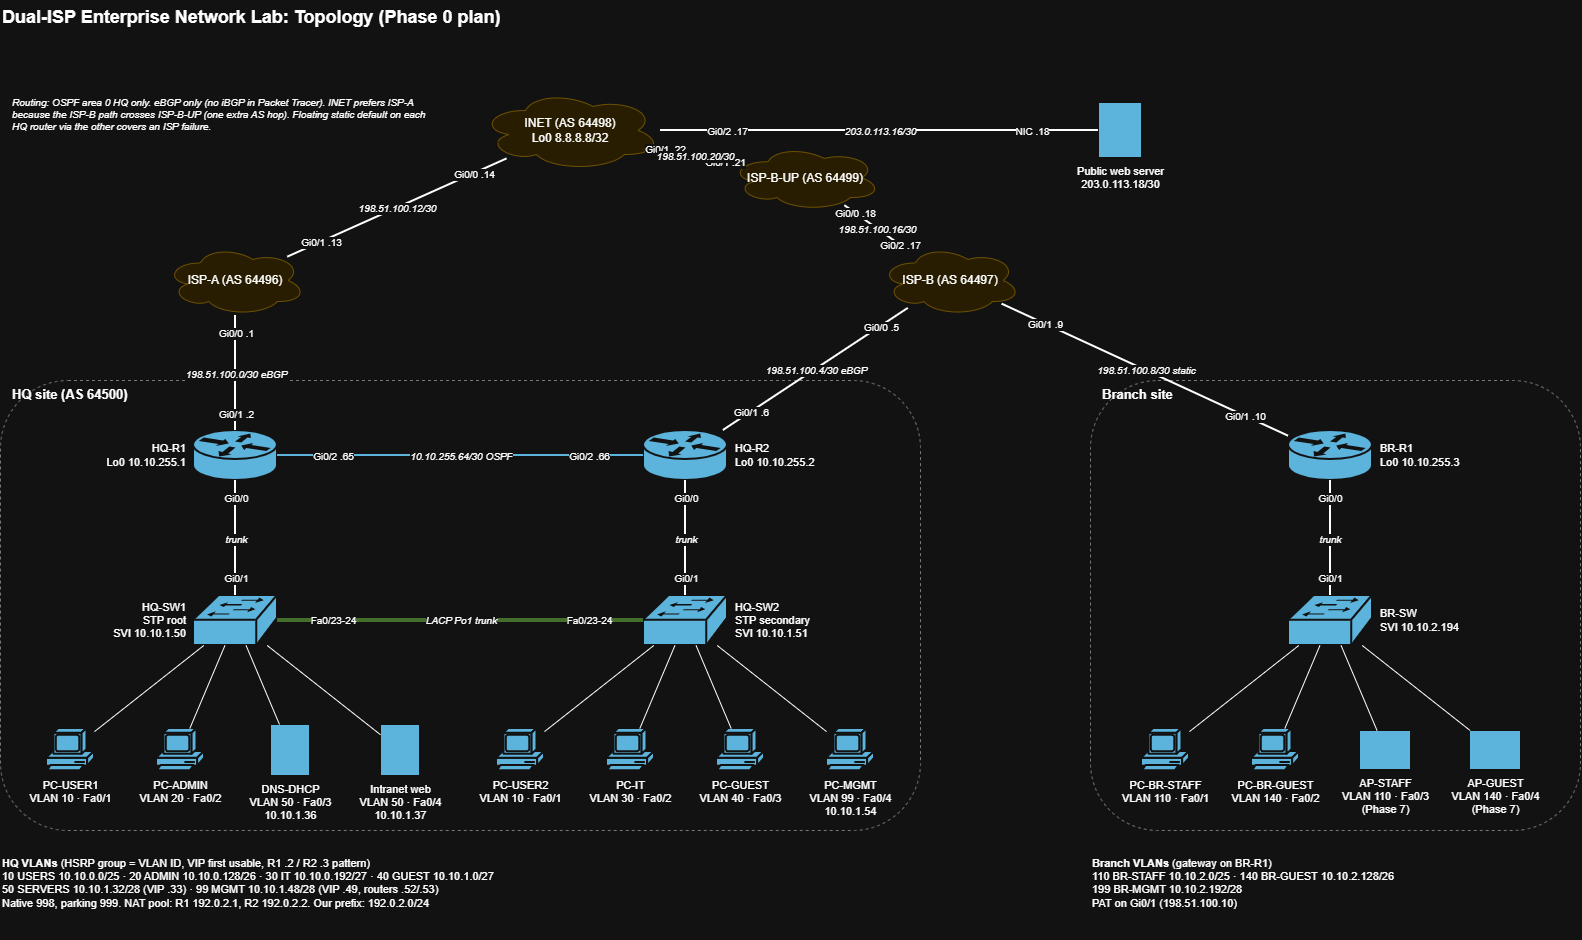 Dual-ISP Enterprise Network Lab: Topology (Phase 0 plan)
Routing: OSPF area 0 HQ only. eBGP only (no iBGP in Packet Tracer). INET prefers ISP-A
because the ISP-B path crosses ISP-B-UP (one extra AS hop). Floating static default on each
HQ router via the other covers an ISP failure.
INET (AS 64498)
Lo0 8.8.8.8/32
Gi0/2 .17
203.0.113.16/30
NIC .18
Public web server
203.0.113.18/30
Gi0/1 .22
198.51.100.20/30
Gi0/1 .21
ISP-B-UP (AS 64499)
Gi0/0 .14
198.51.100.12/30
Gi0/1 .13
Gi0/0 .18
198.51.100.16/30
Gi0/2 .17
ISP-A (AS 64496)
ISP-B (AS 64497)
Gi0/0 .1
198.51.100.0/30 eBGP
Gi0/1 .2
Gi0/0 .5
198.51.100.4/30 eBGP
Gi0/1 .6
Gi0/1 .9
198.51.100.8/30 static
Gi0/1 .10
HQ site (AS 64500)
Branch site
HQ-R1
Lo0 10.10.255.1
Gi0/2 .65
10.10.255.64/30 OSPF
Gi0/2 .66
HQ-R2
Lo0 10.10.255.2
BR-R1
Lo0 10.10.255.3
Gi0/0
trunk
Gi0/1
Gi0/0
trunk
Gi0/1
Gi0/0
trunk
Gi0/1
HQ-SW1
STP root
SVI 10.10.1.50
Fa0/23-24
LACP Po1 trunk
Fa0/23-24
HQ-SW2
STP secondary
SVI 10.10.1.51
BR-SW
SVI 10.10.2.194
PC-USER1
VLAN 10 · Fa0/1
PC-ADMIN
VLAN 20 · Fa0/2
DNS-DHCP
VLAN 50 · Fa0/3
10.10.1.36
Intranet web
VLAN 50 · Fa0/4
10.10.1.37
PC-USER2
VLAN 10 · Fa0/1
PC-IT
VLAN 30 · Fa0/2
PC-GUEST
VLAN 40 · Fa0/3
PC-MGMT
VLAN 99 · Fa0/4
10.10.1.54
PC-BR-STAFF
VLAN 110 · Fa0/1
PC-BR-GUEST
VLAN 140 · Fa0/2
AP-STAFF
VLAN 110 · Fa0/3
(Phase 7)
AP-GUEST
VLAN 140 · Fa0/4
(Phase 7)
HQ VLANs (HSRP group = VLAN ID, VIP first usable, R1 .2 / R2 .3 pattern)
10 USERS 10.10.0.0/25 · 20 ADMIN 10.10.0.128/26 · 30 IT 10.10.0.192/27 · 40 GUEST 10.10.1.0/27
50 SERVERS 10.10.1.32/28 (VIP .33) · 99 MGMT 10.10.1.48/28 (VIP .49, routers .52/.53)
Native 998, parking 999. NAT pool: R1 192.0.2.1, R2 192.0.2.2. Our prefix: 192.0.2.0/24
Branch VLANs (gateway on BR-R1)
110 BR-STAFF 10.10.2.0/25 · 140 BR-GUEST 10.10.2.128/26
199 BR-MGMT 10.10.2.192/28
PAT on Gi0/1 (198.51.100.10)